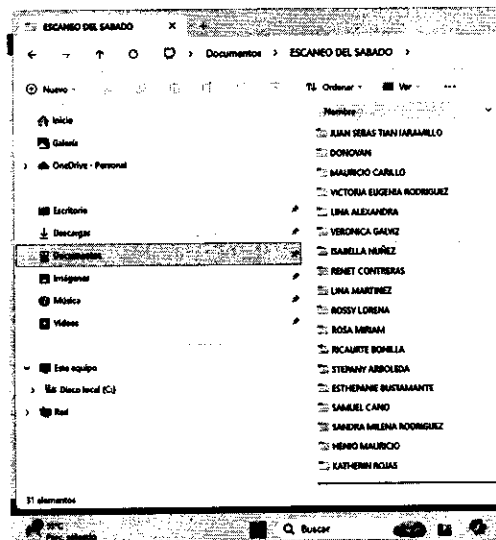 ESCANEO DEL SABADO
Documentos > ESCANEO DEL SABADO >
Nuevo
Ordenar
Ver
...
Nombre
Inicio
Galería
OneDrive - Personal
Escritorio
Descargas
Documentos
Imágenes
Música
Videos
Este equipo
Disco local (C:)
Red
JUAN SEBAS TIAN JARAMILLO
DONOVAN
MAURICIO CARILLO
VICTORIA EUGENIA RODRIGUEZ
LINA ALEXANDRA
VERONICA GALVIZ
ISABELLA NUÑEZ
RENET CONTRERAS
LINA MARTINEZ
ROSSY LORENA
ROSA MIRIAM
RICAURTE BONILLA
STEPANY ARBOLEDA
ESTHEPANIE BUSTAMANTE
SAMUEL CANO
SANDRA MILENA RODRIGUEZ
HENIO MAURICIO
KATHERIN ROJAS
31 elementos
Buscar